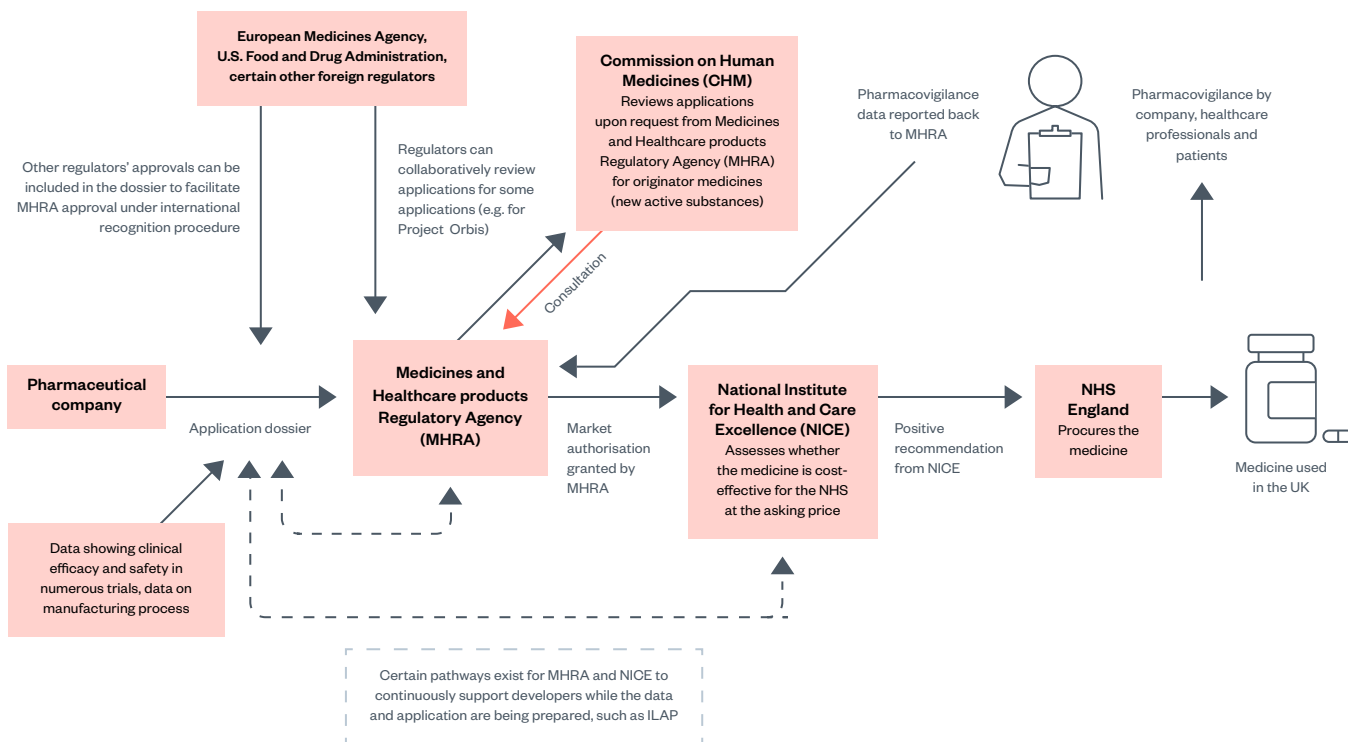 European Medicines Agency,
U.S. Food and Drug Administration,
certain other foreign regulators
Commission on Human
Medicines (CHM)
Reviews applications
upon request from Medicines
and Healthcare products
Regulatory Agency (MHRA)
for originator medicines
(new active substances)
Pharmacovigilance
data reported back
to MHRA
Pharmacovigilance by
company, healthcare
professionals and
patients
Other regulators' approvals can be
included in the dossier to facilitate
MHRA approval under international
recognition procedure
Regulators can
collaboratively review
applications for some
applications (e.g. for
Project Orbis)
Consultation
Pharmaceutical
company
Application dossier
Medicines and
Healthcare products
Regulatory Agency
(MHRA)
Market
authorisation
granted by
MHRA
National Institute
for Health and Care
Excellence (NICE)
Assesses whether
the medicine is cost-
effective for the NHS
at the asking price
Positive
recommendation
from NICE
NHS
England
Procures the
medicine
Medicine used
in the UK
Data showing clinical
efficacy and safety in
numerous trials, data on
manufacturing process
Certain pathways exist for MHRA and NICE to
continuously support developers while the data
and application are being prepared, such as ILAP